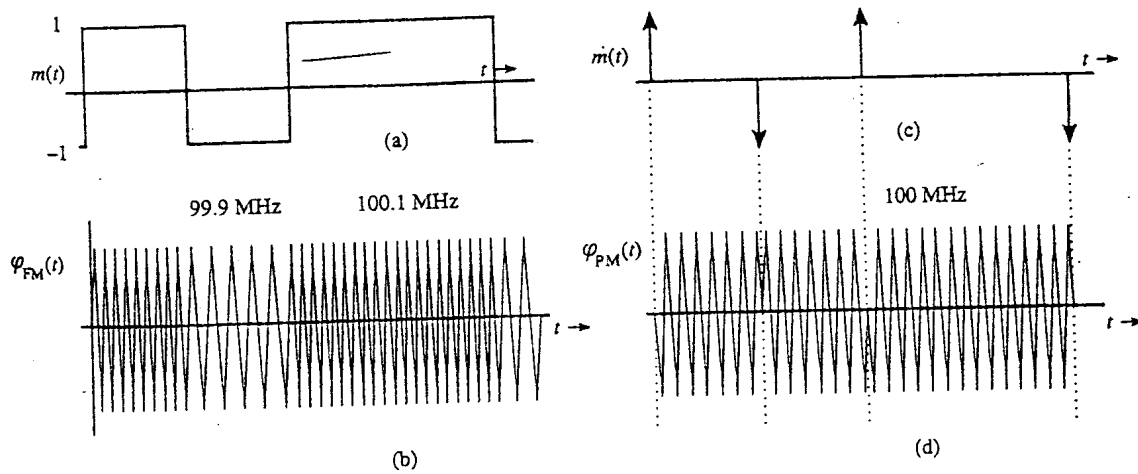 1
m(t)
t →
−1
(a)
99.9 MHz
100.1 MHz
φFM(t)
t →
(b)
ṁ(t)
t →
(c)
100 MHz
φPM(t)
t →
(d)